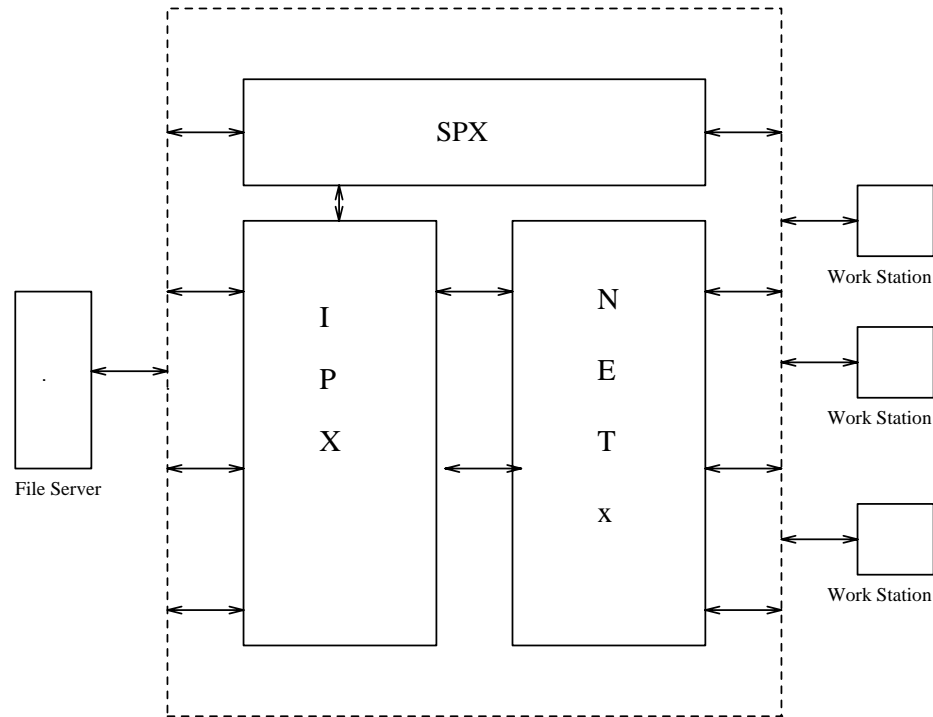 SPX
I
P
X
N
E
T
x
File Server
Work Station
Work Station
Work Station